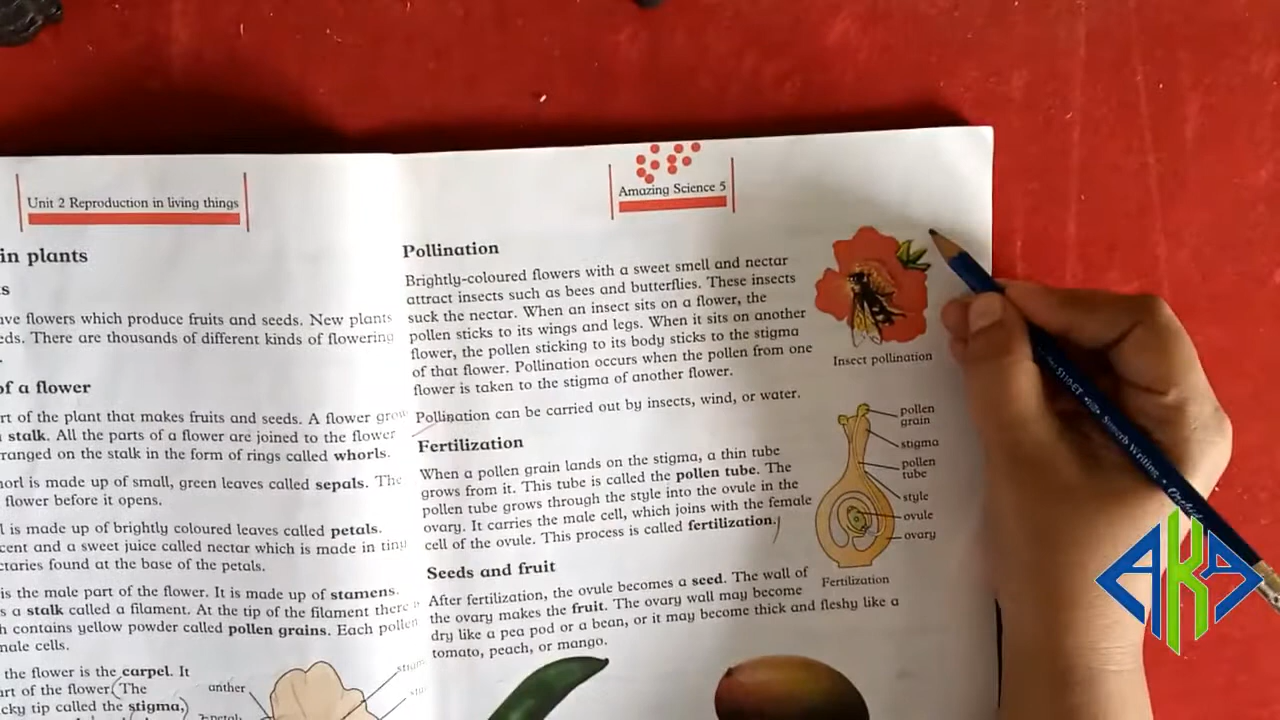 Unit 2 Reproduction in living things
in plants
ave flowers which produce fruits and seeds. New plants
eds. There are thousands of different kinds of flowering
of a flower
rt of the plant that makes fruits and seeds. A flower grow
stalk. All the parts of a flower are joined to the flower
rranged on the stalk in the form of rings called whorls.
horl is made up of small, green leaves called sepals. The
flower before it opens.
l is made up of brightly coloured leaves called petals.
cent and a sweet juice called nectar which is made in tiny
ctaries found at the base of the petals.
is the male part of the flower. It is made up of stamens.
s a stalk called a filament. At the tip of the filament there
h contains yellow powder called pollen grains. Each pollen
male cells.
the flower is the carpel. It
art of the flower. The
cky tip called the stigma,
anther
petal
Amazing Science 5
Pollination
Brightly-coloured flowers with a sweet smell and nectar
attract insects such as bees and butterflies. These insects
suck the nectar. When an insect sits on a flower, the
pollen sticks to its wings and legs. When it sits on another
flower, the pollen sticking to its body sticks to the stigma
of that flower. Pollination occurs when the pollen from one
flower is taken to the stigma of another flower.
Pollination can be carried out by insects, wind, or water.
Insect pollination
Fertilization
When a pollen grain lands on the stigma, a thin tube
grows from it. This tube is called the pollen tube. The
pollen tube grows through the style into the ovule in the
ovary. It carries the male cell, which joins with the female
cell of the ovule. This process is called fertilization.
pollen
grain
stigma
pollen
tube
style
ovule
ovary
Fertilization
Seeds and fruit
After fertilization, the ovule becomes a seed. The wall of
the ovary makes the fruit. The ovary wall may become
dry like a pea pod or a bean, or it may become thick and fleshy like a
tomato, peach, or mango.
Superb Writing
AKA